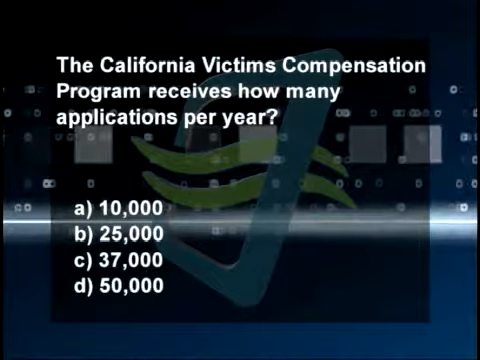 The California Victims Compensation
Program receives how many
applications per year?
a) 10,000
b) 25,000
c) 37,000
d) 50,000